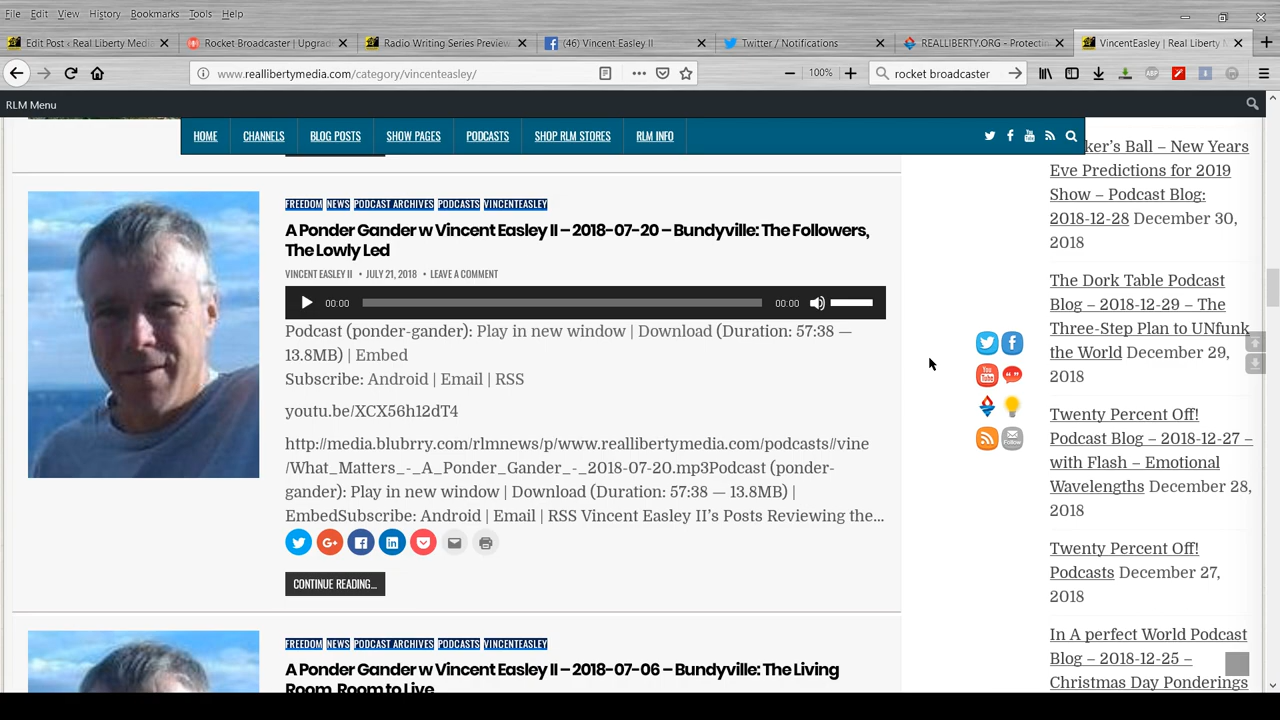 File Edit View History Bookmarks Tools Help
Edit Post ‹ Real Liberty Medi
Rocket Broadcaster | Upgrad
Radio Writing Series Preview
(46) Vincent Easley II
Twitter / Notifications
REALLIBERTY.ORG - Protectin
VincentEasley | Real Liberty M
www.reallibertymedia.com/category/vincenteasley/
100%
rocket broadcaster
RLM Menu
HOME CHANNELS BLOG POSTS SHOW PAGES PODCASTS SHOP RLM STORES RLM INFO
FREEDOM NEWS PODCAST ARCHIVES PODCASTS VINCENTEASLEY
A Ponder Gander w Vincent Easley II – 2018-07-20 – Bundyville: The Followers,
The Lowly Led
VINCENT EASLEY II • JULY 21, 2018 • LEAVE A COMMENT
00:00 00:00
Podcast (ponder-gander): Play in new window | Download (Duration: 57:38 —
13.8MB) | Embed
Subscribe: Android | Email | RSS
youtu.be/XCX56h12dT4
http://media.blubrry.com/rlmnews/p/www.reallibertymedia.com/podcasts//vine
/What_Matters_-_A_Ponder_Gander_-_2018-07-20.mp3Podcast (ponder-
gander): Play in new window | Download (Duration: 57:38 — 13.8MB) |
EmbedSubscribe: Android | Email | RSS Vincent Easley II's Posts Reviewing the...
CONTINUE READING...
FREEDOM NEWS PODCAST ARCHIVES PODCASTS VINCENTEASLEY
A Ponder Gander w Vincent Easley II – 2018-07-06 – Bundyville: The Living
Room, Room to Live
ker's Ball – New Years
Eve Predictions for 2019
Show – Podcast Blog:
2018-12-28 December 30,
2018
The Dork Table Podcast
Blog – 2018-12-29 – The
Three-Step Plan to UNfunk
the World December 29,
2018
Twenty Percent Off!
Podcast Blog – 2018-12-27 –
with Flash – Emotional
Wavelengths December 28,
2018
Twenty Percent Off!
Podcasts December 27,
2018
In A perfect World Podcast
Blog – 2018-12-25 –
Christmas Day Ponderings